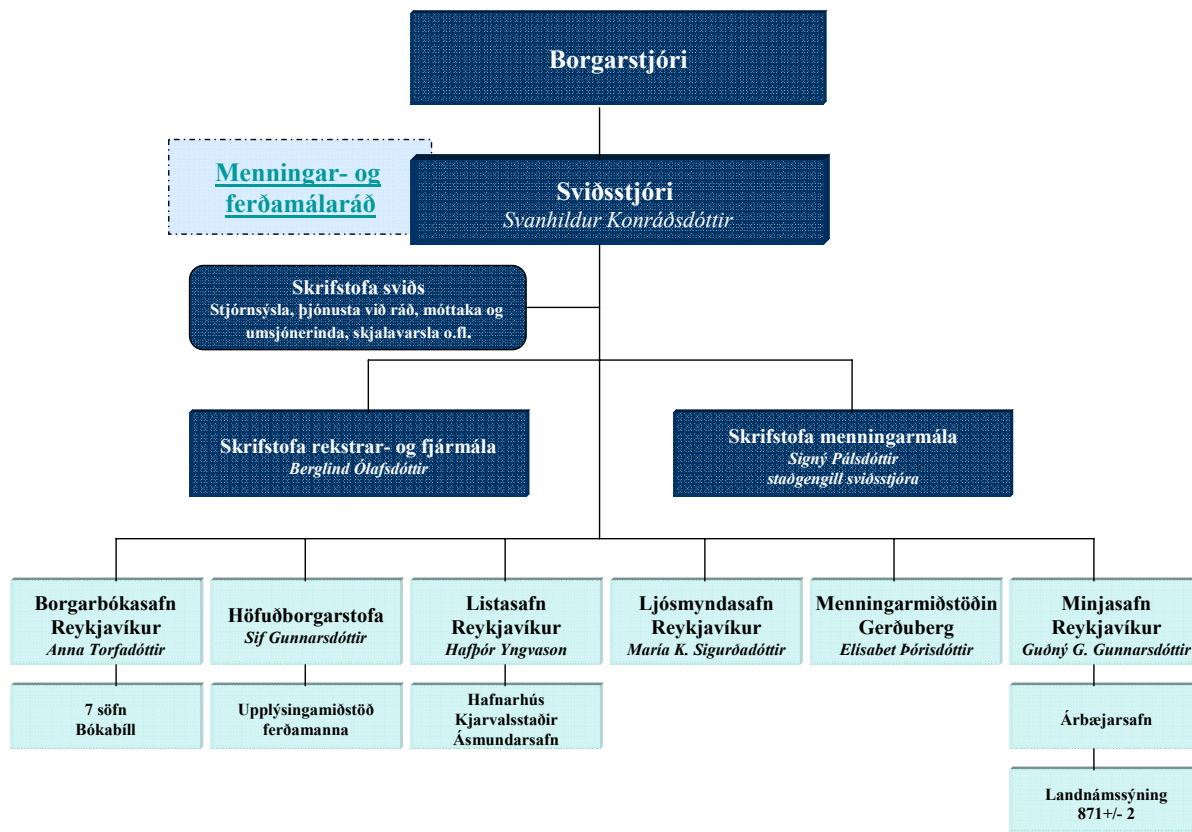 Borgarstjóri
Menningar- og
ferðamálaráð
Sviðsstjóri
Svanhildur Konráðsdóttir
Skrifstofa sviðs
Stjórnsýsla, þjónusta við ráð, móttaka og
umsjónerinda, skjalavarsla o.fl.
Skrifstofa rekstrar- og fjármála
Berglind Ólafsdóttir
Skrifstofa menningarmála
Signý Pálsdóttir
staðgengill sviðsstjóra
Borgarbókasafn
Reykjavíkur
Anna Torfadóttir
Höfuðborgarstofa
Sif Gunnarsdóttir
Listasafn
Reykjavíkur
Hafþór Yngvason
Ljósmyndasafn
Reykjavíkur
María K. Sigurðadóttir
Menningarmiðstöðin
Gerðuberg
Elísabet Þórisdóttir
Minjasafn
Reykjavíkur
Guðný G. Gunnarsdóttir
7 söfn
Bókabíll
Upplýsingamiðstöð
ferðamanna
Hafnarhús
Kjarvalsstaðir
Ásmundarsafn
Árbæjarsafn
Landnámssýning
871+/- 2